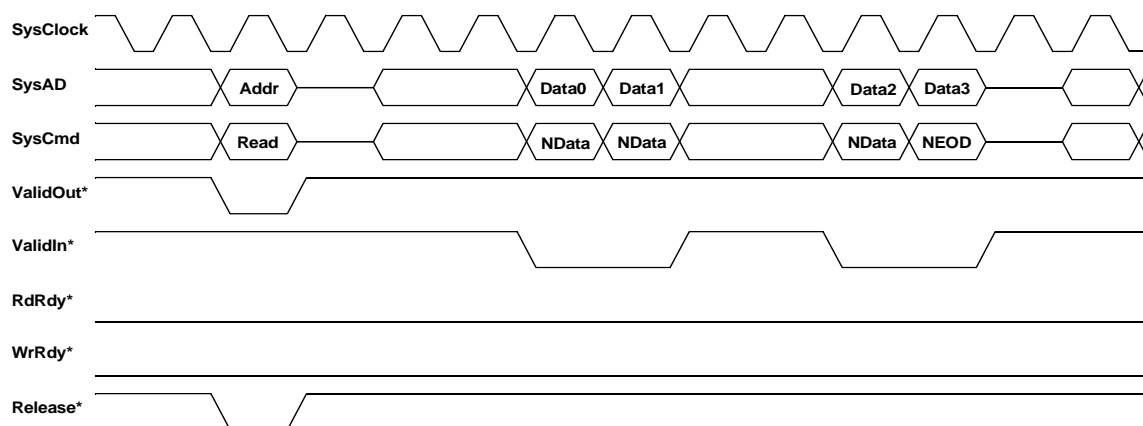 SysClock
SysAD Addr Data0 Data1 Data2 Data3
SysCmd Read NData NData NData NEOD
ValidOut*
ValidIn*
RdRdy*
WrRdy*
Release*